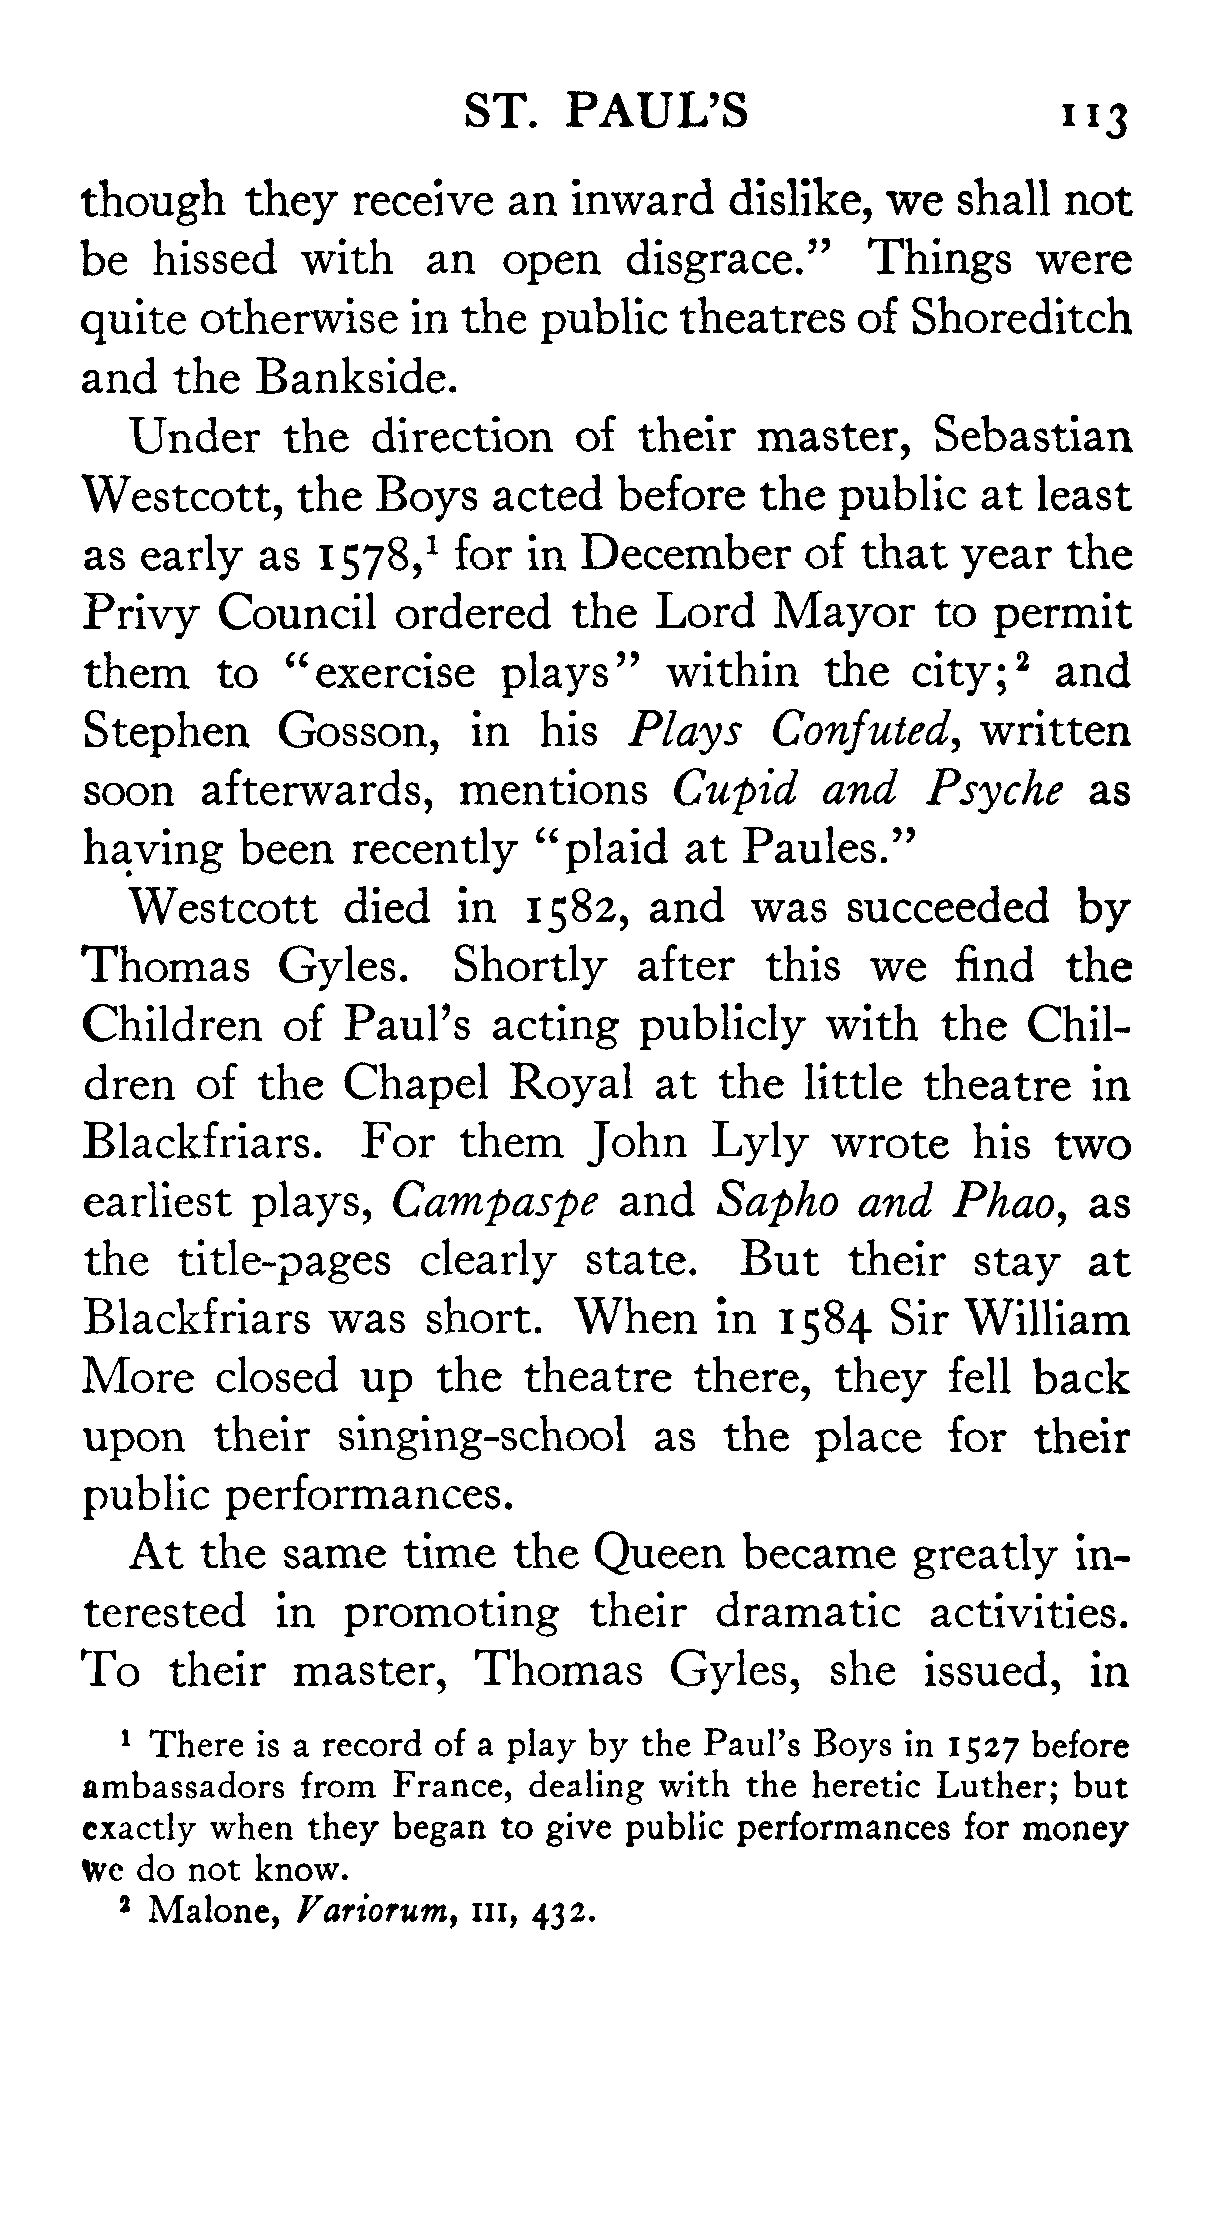 ST. PAUL'S 113
though they receive an inward dislike, we shall not
be hissed with an open disgrace.” Things were
quite otherwise in the public theatres of Shoreditch
and the Bankside.
Under the direction of their master, Sebastian
Westcott, the Boys acted before the public at least
as early as 1578,¹ for in December of that year the
Privy Council ordered the Lord Mayor to permit
them to “exercise plays” within the city;² and
Stephen Gosson, in his Plays Confuted, written
soon afterwards, mentions Cupid and Psyche as
having been recently “plaid at Paules.”
Westcott died in 1582, and was succeeded by
Thomas Gyles. Shortly after this we find the
Children of Paul's acting publicly with the Chil-
dren of the Chapel Royal at the little theatre in
Blackfriars. For them John Lyly wrote his two
earliest plays, Campaspe and Sapho and Phao, as
the title-pages clearly state. But their stay at
Blackfriars was short. When in 1584 Sir William
More closed up the theatre there, they fell back
upon their singing-school as the place for their
public performances.
At the same time the Queen became greatly in-
terested in promoting their dramatic activities.
To their master, Thomas Gyles, she issued, in
¹ There is a record of a play by the Paul's Boys in 1527 before
ambassadors from France, dealing with the heretic Luther; but
exactly when they began to give public performances for money
we do not know.
² Malone, Variorum, III, 432.